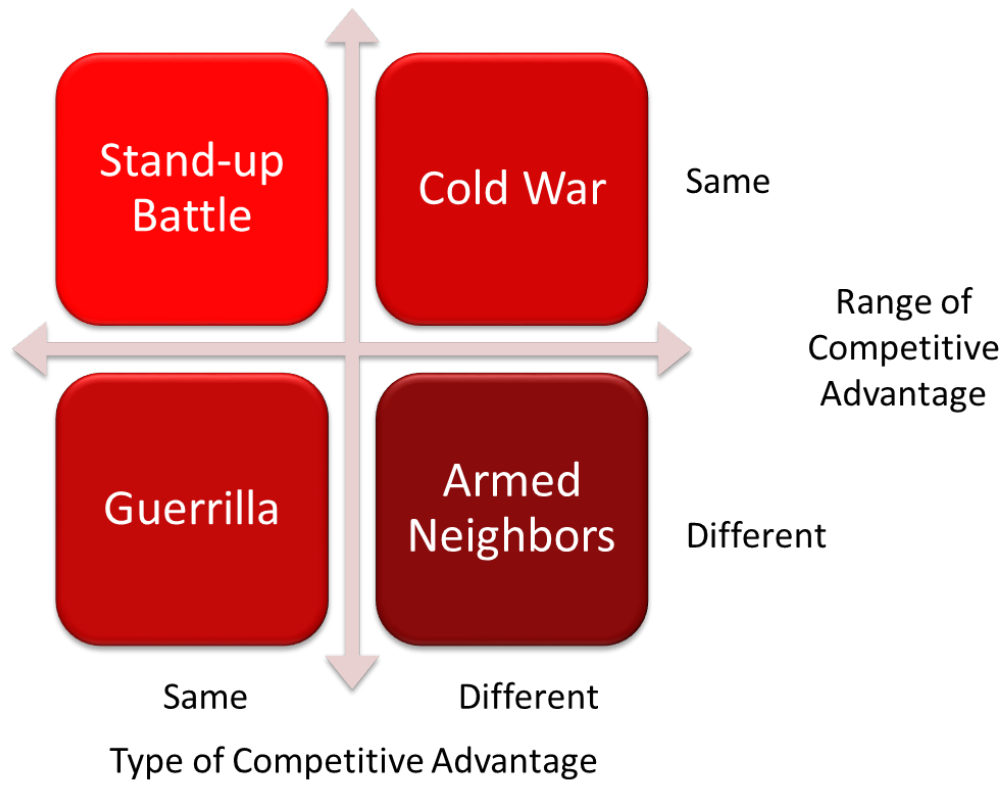 Stand-up
Battle
Cold War
Same
Range of
Competitive
Advantage
Guerrilla
Armed
Neighbors
Different
Same
Different
Type of Competitive Advantage